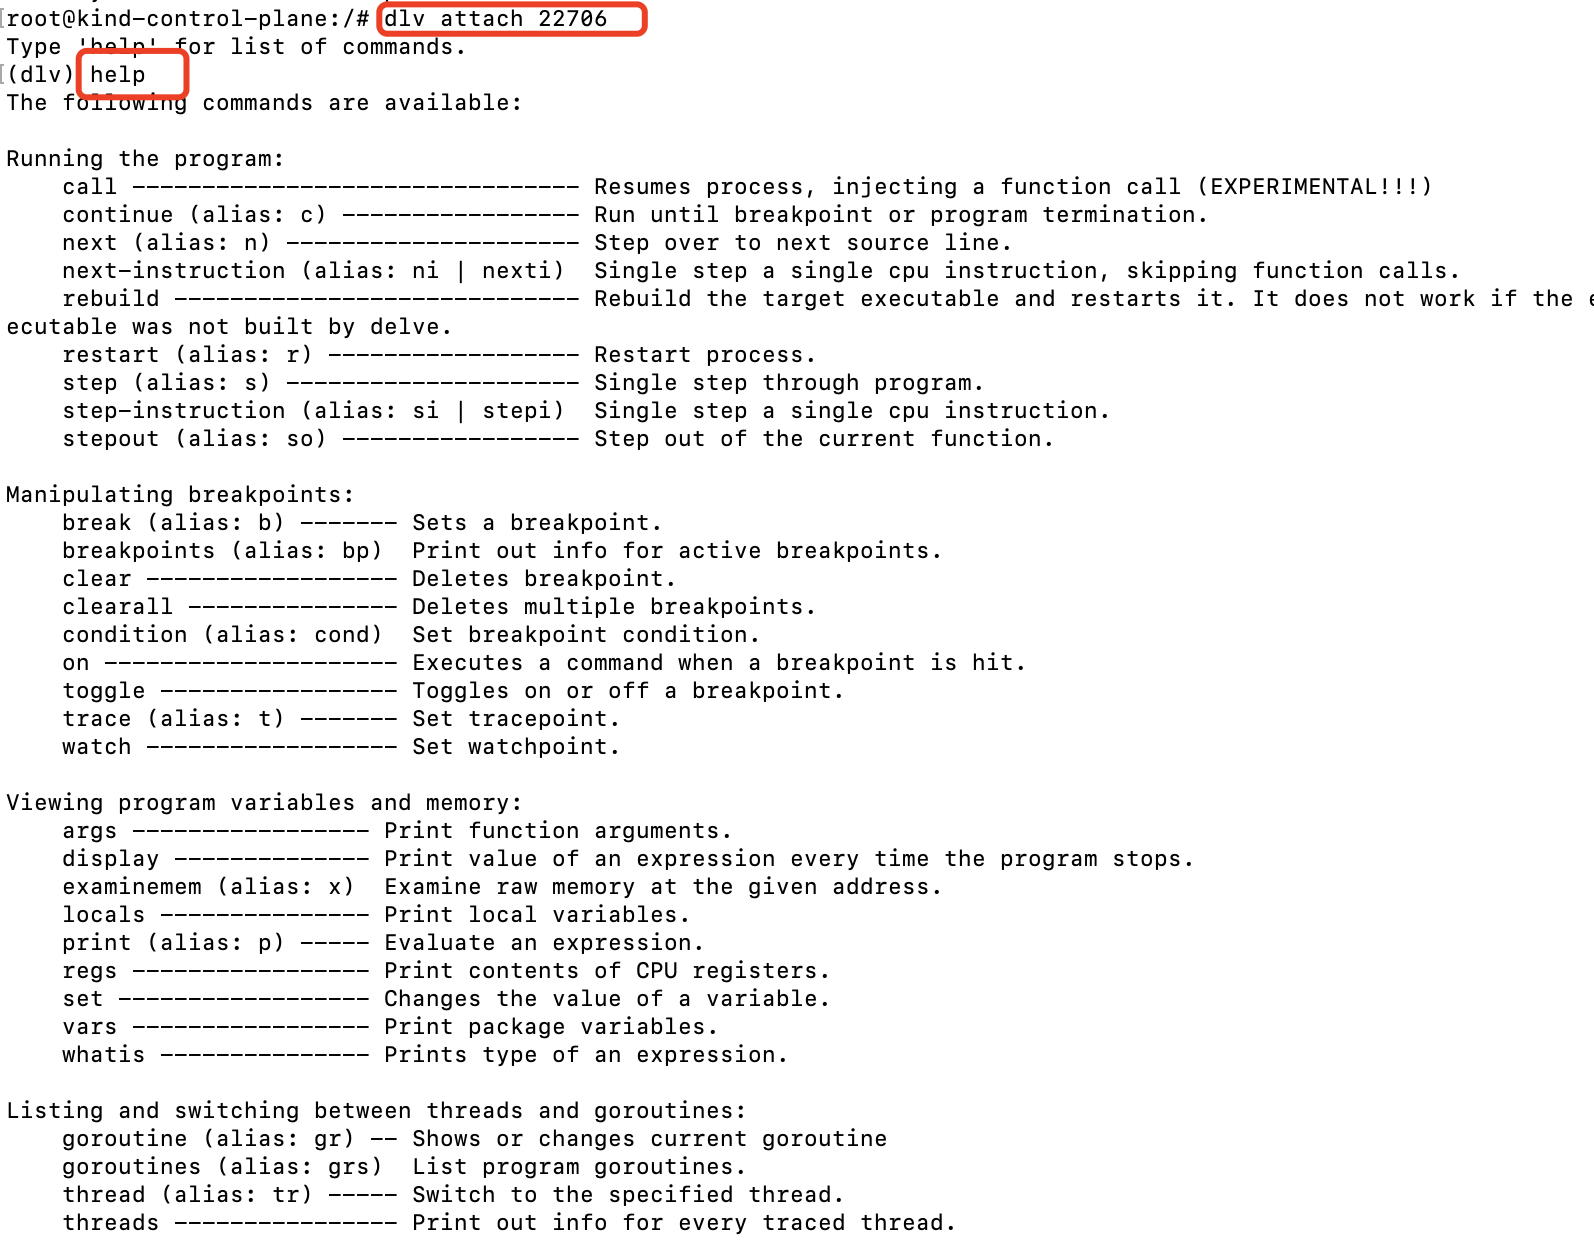 root@kind-control-plane:/# dlv attach 22706
Type 'help' for list of commands.
(dlv) help
The following commands are available:
Running the program:
call -------------------------------- Resumes process, injecting a function call (EXPERIMENTAL!!!)
continue (alias: c) ----------------- Run until breakpoint or program termination.
next (alias: n) --------------------- Step over to next source line.
next-instruction (alias: ni | nexti)  Single step a single cpu instruction, skipping function calls.
rebuild ----------------------------- Rebuild the target executable and restarts it. It does not work if the e
ecutable was not built by delve.
restart (alias: r) ------------------ Restart process.
step (alias: s) --------------------- Single step through program.
step-instruction (alias: si | stepi)  Single step a single cpu instruction.
stepout (alias: so) ----------------- Step out of the current function.
Manipulating breakpoints:
break (alias: b) ------- Sets a breakpoint.
breakpoints (alias: bp)  Print out info for active breakpoints.
clear ------------------ Deletes breakpoint.
clearall --------------- Deletes multiple breakpoints.
condition (alias: cond)  Set breakpoint condition.
on --------------------- Executes a command when a breakpoint is hit.
toggle ----------------- Toggles on or off a breakpoint.
trace (alias: t) ------- Set tracepoint.
watch ------------------ Set watchpoint.
Viewing program variables and memory:
args ----------------- Print function arguments.
display -------------- Print value of an expression every time the program stops.
examinemem (alias: x)  Examine raw memory at the given address.
locals --------------- Print local variables.
print (alias: p) ----- Evaluate an expression.
regs ----------------- Print contents of CPU registers.
set ------------------ Changes the value of a variable.
vars ----------------- Print package variables.
whatis --------------- Prints type of an expression.
Listing and switching between threads and goroutines:
goroutine (alias: gr) -- Shows or changes current goroutine
goroutines (alias: grs)  List program goroutines.
thread (alias: tr) ----- Switch to the specified thread.
threads ---------------- Print out info for every traced thread.